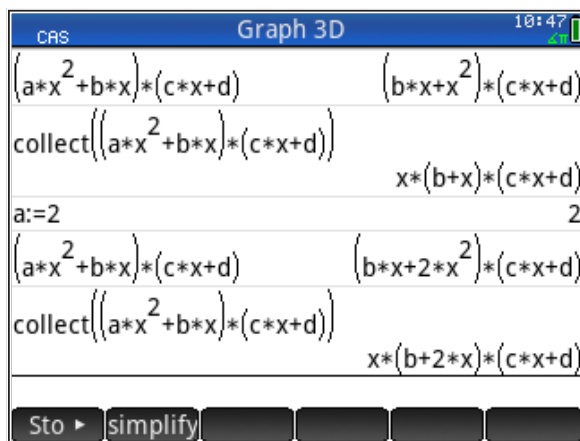 CAS Graph 3D 10:47
∡π
(a*x^2+b*x)*(c*x+d) (b*x+x^2)*(c*x+d)
collect((a*x^2+b*x)*(c*x+d))
x*(b+x)*(c*x+d)
a:=2 2
(a*x^2+b*x)*(c*x+d) (b*x+2*x^2)*(c*x+d)
collect((a*x^2+b*x)*(c*x+d))
x*(b+2*x)*(c*x+d)
Sto ▸ simplify